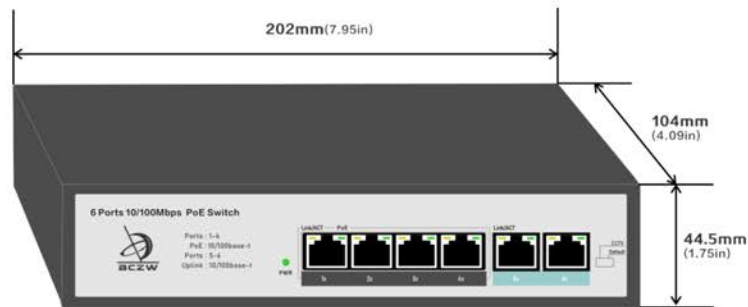 202mm(7.95in)
104mm
(4.09in)
6 Ports 10/100Mbps PoE Switch
Ports : 1-4
PoE : 10/100base-t
Ports : 5-6
Uplink : 10/100base-t
BCZW
PWR
Link/ACT PoE
Link/ACT
CCTV
Default
44.5mm
(1.75in)